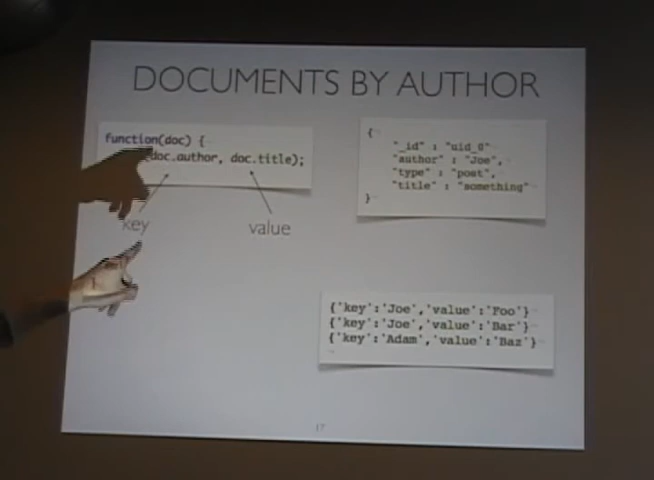 DOCUMENTS BY AUTHOR
function(doc) {
doc.author, doc.title);
key
value
{
"_id" : "uid_0"
"author" : "Joe",
"type" : "post",
"title" : "something"
}
{'key':'Joe','value':'Foo'}
{'key':'Joe','value':'Bar'}
{'key':'Adam','value':'Baz'}
17